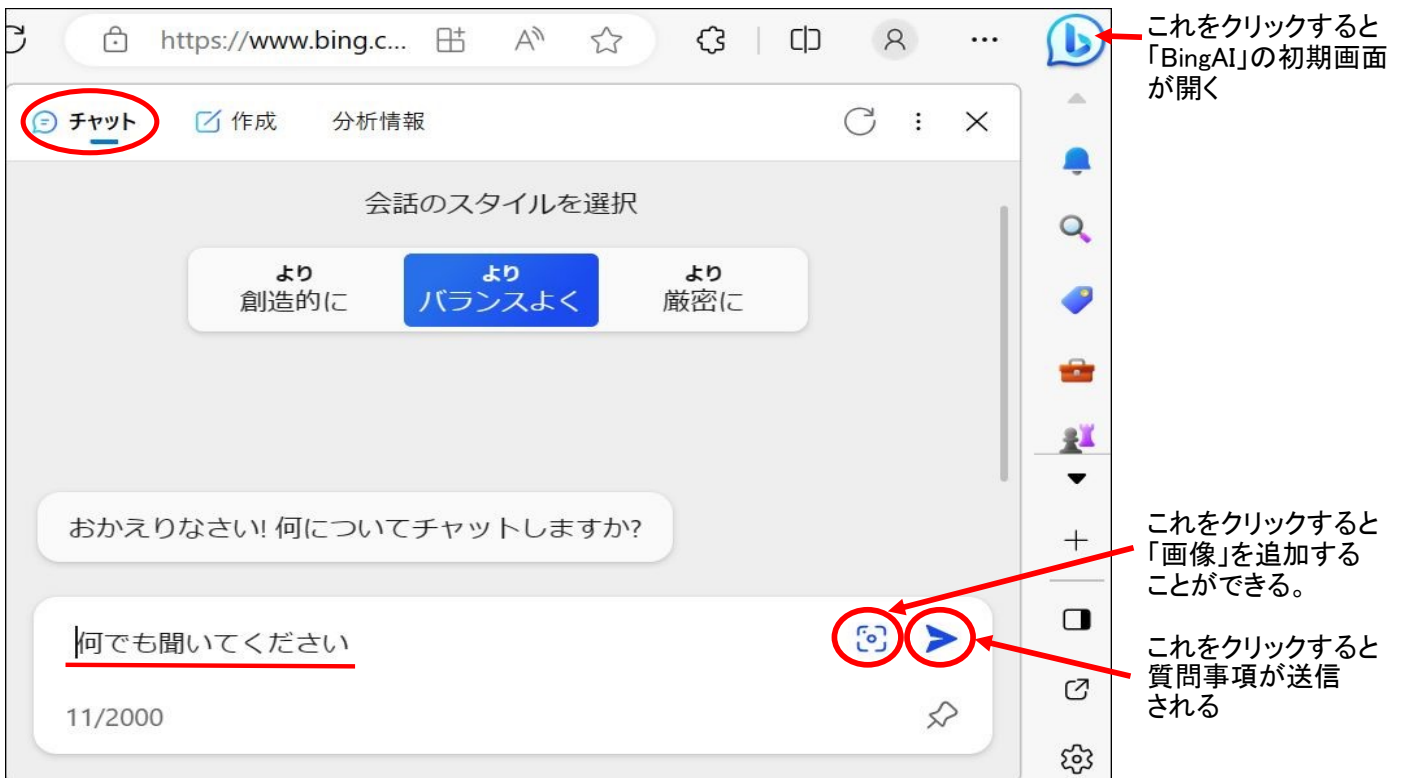 https://www.bing.c...
これをクリックすると
「BingAI」の初期画面
が開く
チャット 作成 分析情報
会話のスタイルを選択
より
創造的に
より
バランスよく
より
厳密に
おかえりなさい! 何についてチャットしますか?
これをクリックすると
「画像」を追加する
ことができる。
何でも聞いてください
これをクリックすると
質問事項が送信
される
11/2000